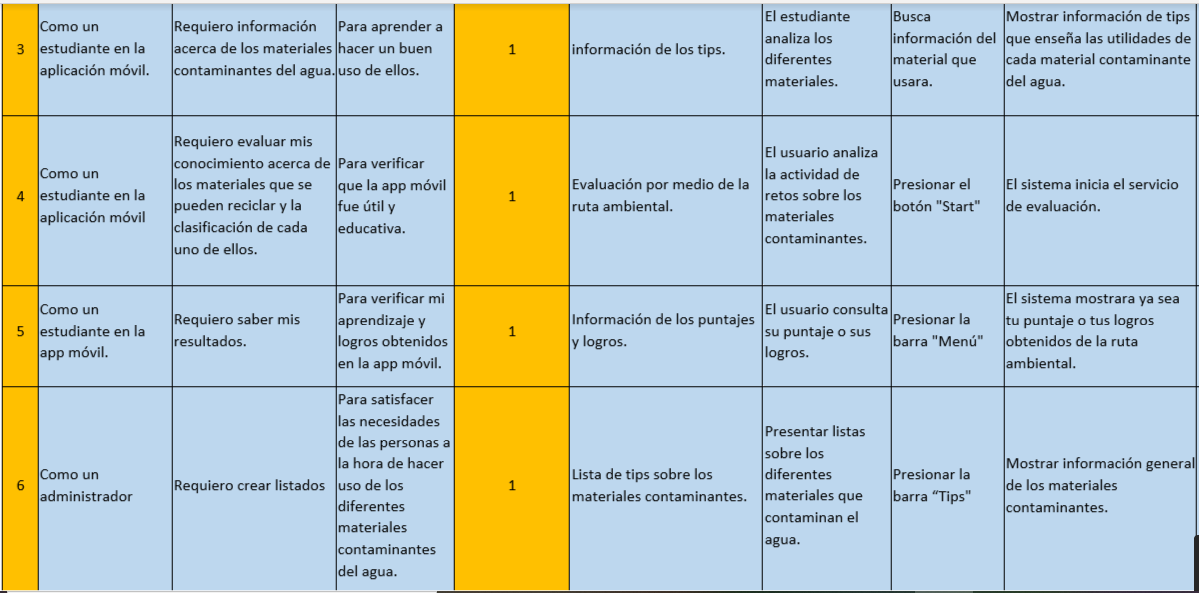 3
Como un
estudiante en la
aplicación móvil.
Requiero información
acerca de los materiales
contaminantes del agua.
Para aprender a
hacer un buen
uso de ellos.
1
información de los tips.
El estudiante
analiza los
diferentes
materiales.
Busca
información del
material que
usara.
Mostrar información de tips
que enseña las utilidades de
cada material contaminante
del agua.
4
Como un
estudiante en la
aplicación móvil
Requiero evaluar mis
conocimiento acerca de
los materiales que se
pueden reciclar y la
clasificación de cada
uno de ellos.
Para verificar
que la app móvil
fue útil y
educativa.
1
Evaluación por medio de la
ruta ambiental.
El usuario analiza
la actividad de
retos sobre los
materiales
contaminantes.
Presionar el
botón "Start"
El sistema inicia el servicio
de evaluación.
5
Como un
estudiante en la
app móvil.
Requiero saber mis
resultados.
Para verificar mi
aprendizaje y
logros obtenidos
en la app móvil.
1
Información de los puntajes
y logros.
El usuario consulta
su puntaje o sus
logros.
Presionar la
barra "Menú"
El sistema mostrara ya sea
tu puntaje o tus logros
obtenidos de la ruta
ambiental.
6
Como un
administrador
Requiero crear listados
Para satisfacer
las necesidades
de las personas a
la hora de hacer
uso de los
diferentes
materiales
contaminantes
del agua.
1
Lista de tips sobre los
materiales contaminantes.
Presentar listas
sobre los
diferentes
materiales que
contaminan el
agua.
Presionar la
barra “Tips"
Mostrar información general
de los materiales
contaminantes.